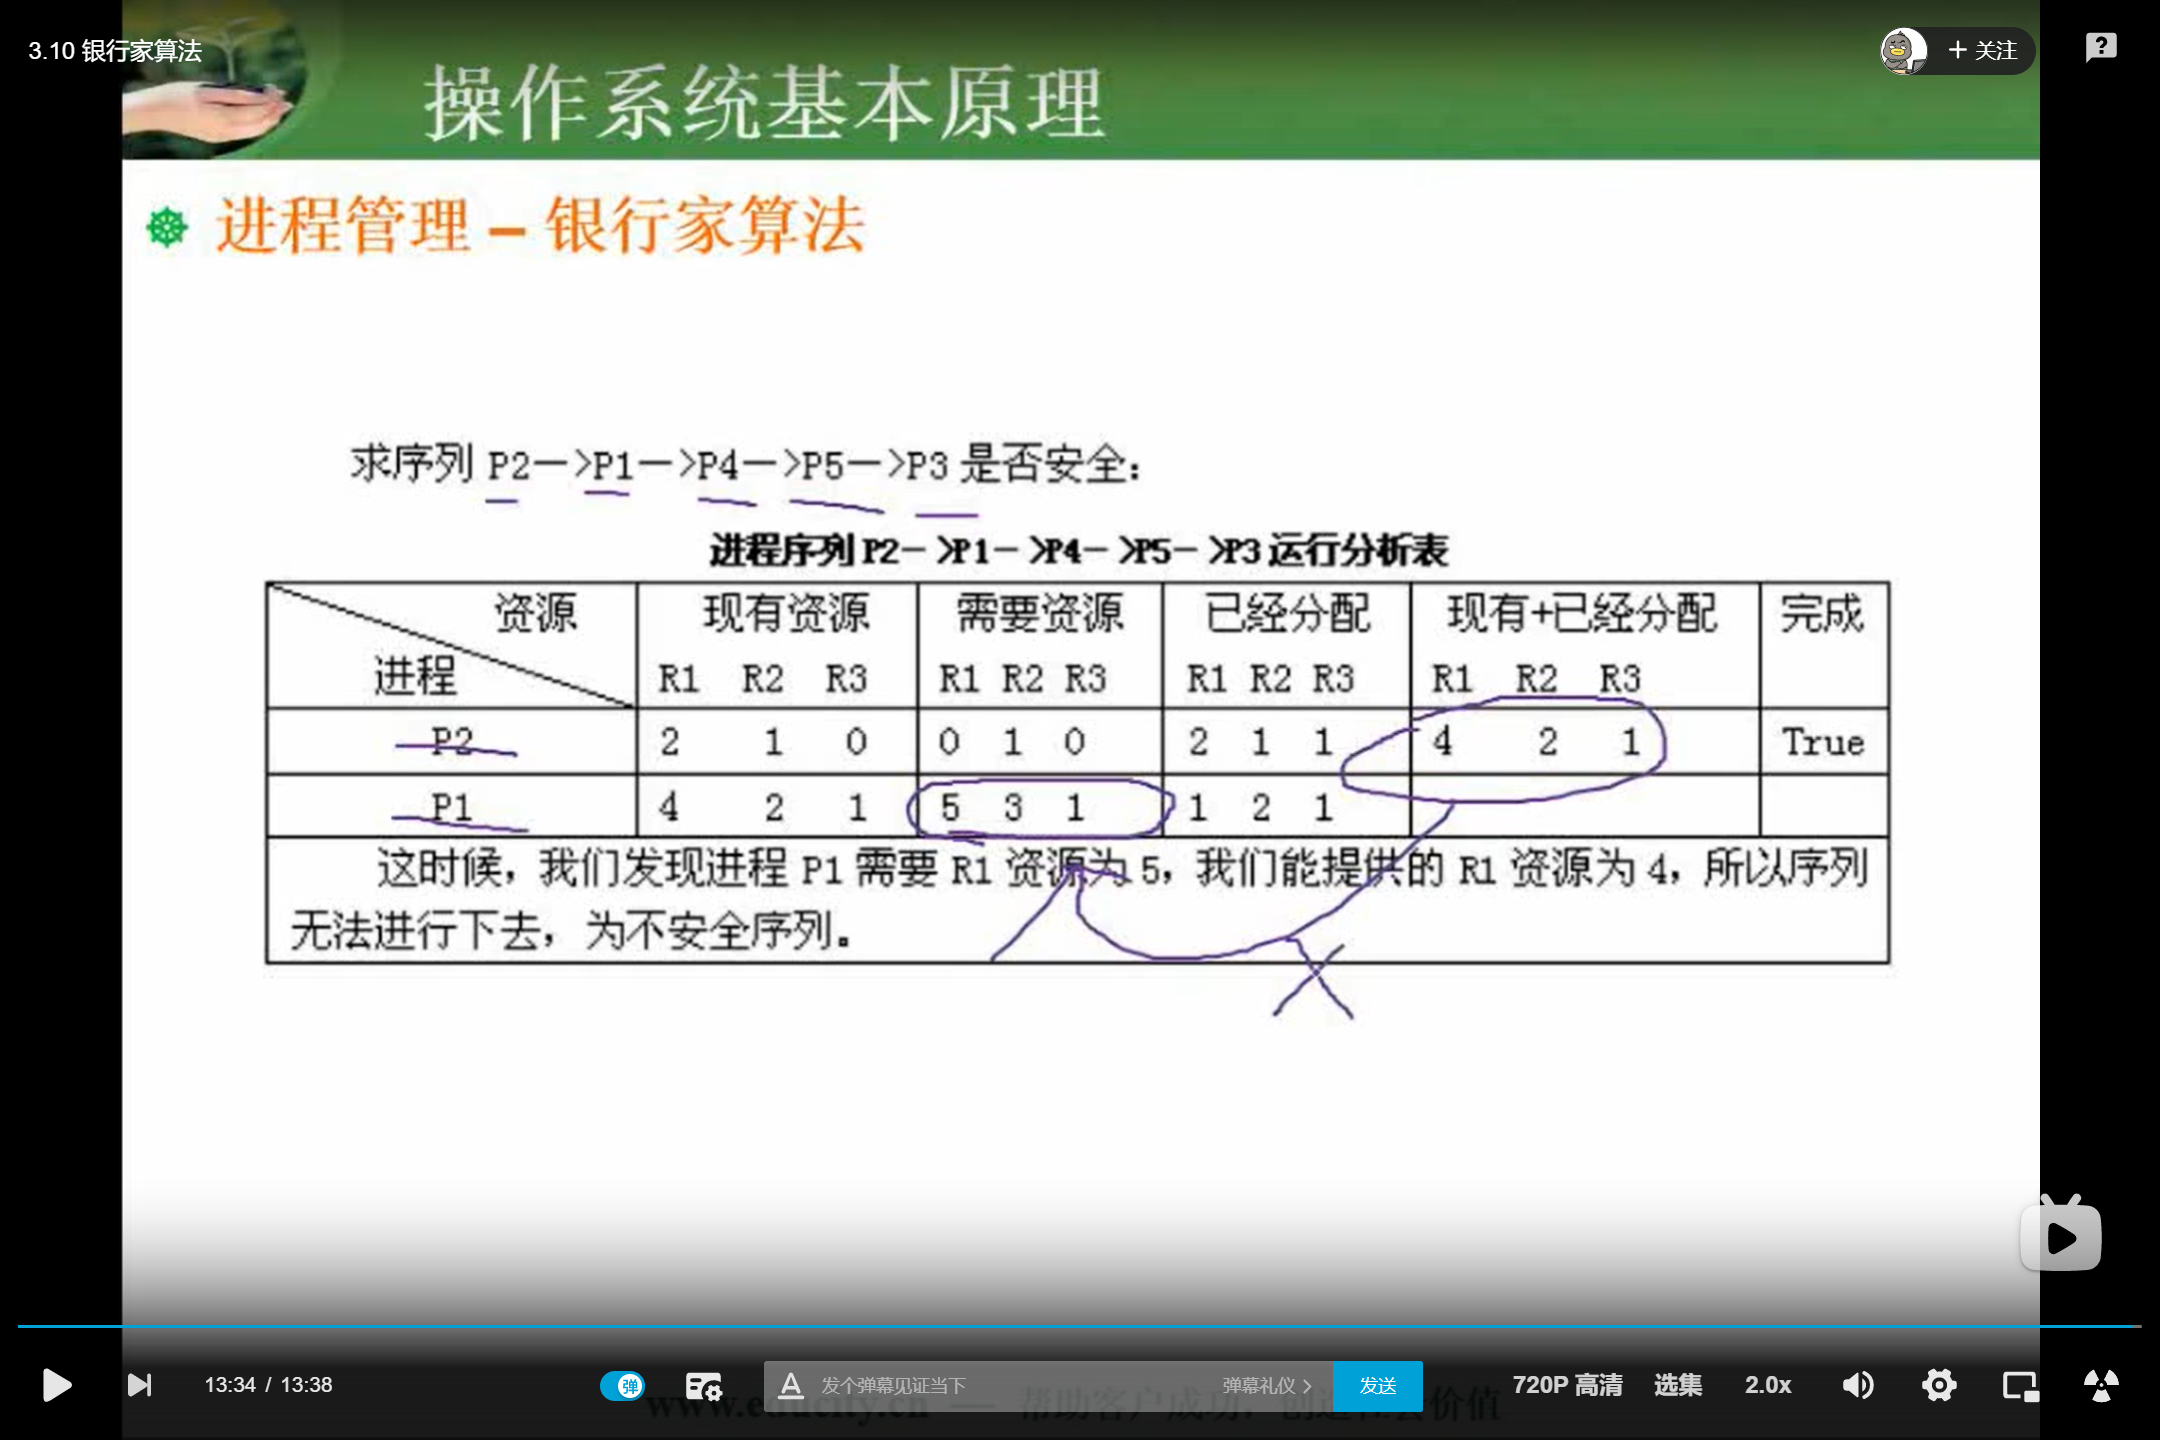 3.10 银行家算法
+ 关注
操作系统基本原理
进程管理 – 银行家算法
求序列 P2—>P1—>P4—>P5—>P3 是否安全：
进程序列 P2—>P1—>P4—>P5—>P3 运行分析表
资源 现有资源 需要资源 已经分配 现有+已经分配 完成
进程 R1 R2 R3 R1 R2 R3 R1 R2 R3 R1 R2 R3
P2 2 1 0 0 1 0 2 1 1 4 2 1 True
P1 4 2 1 5 3 1 1 2 1
这时候，我们发现进程 P1 需要 R1 资源为 5，我们能提供的 R1 资源为 4，所以序列
无法进行下去，为不安全序列。
13:34 / 13:38 弹 A 发个弹幕见证当下 弹幕礼仪 > 发送 720P 高清 选集 2.0x
www.educity.cn — 帮助客户成功，创造社会价值